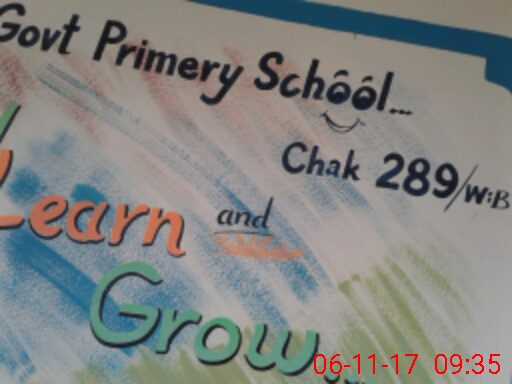 Govt Primery School...
Chak 289/W:B
Learn and
Grow...
06-11-17 09:35